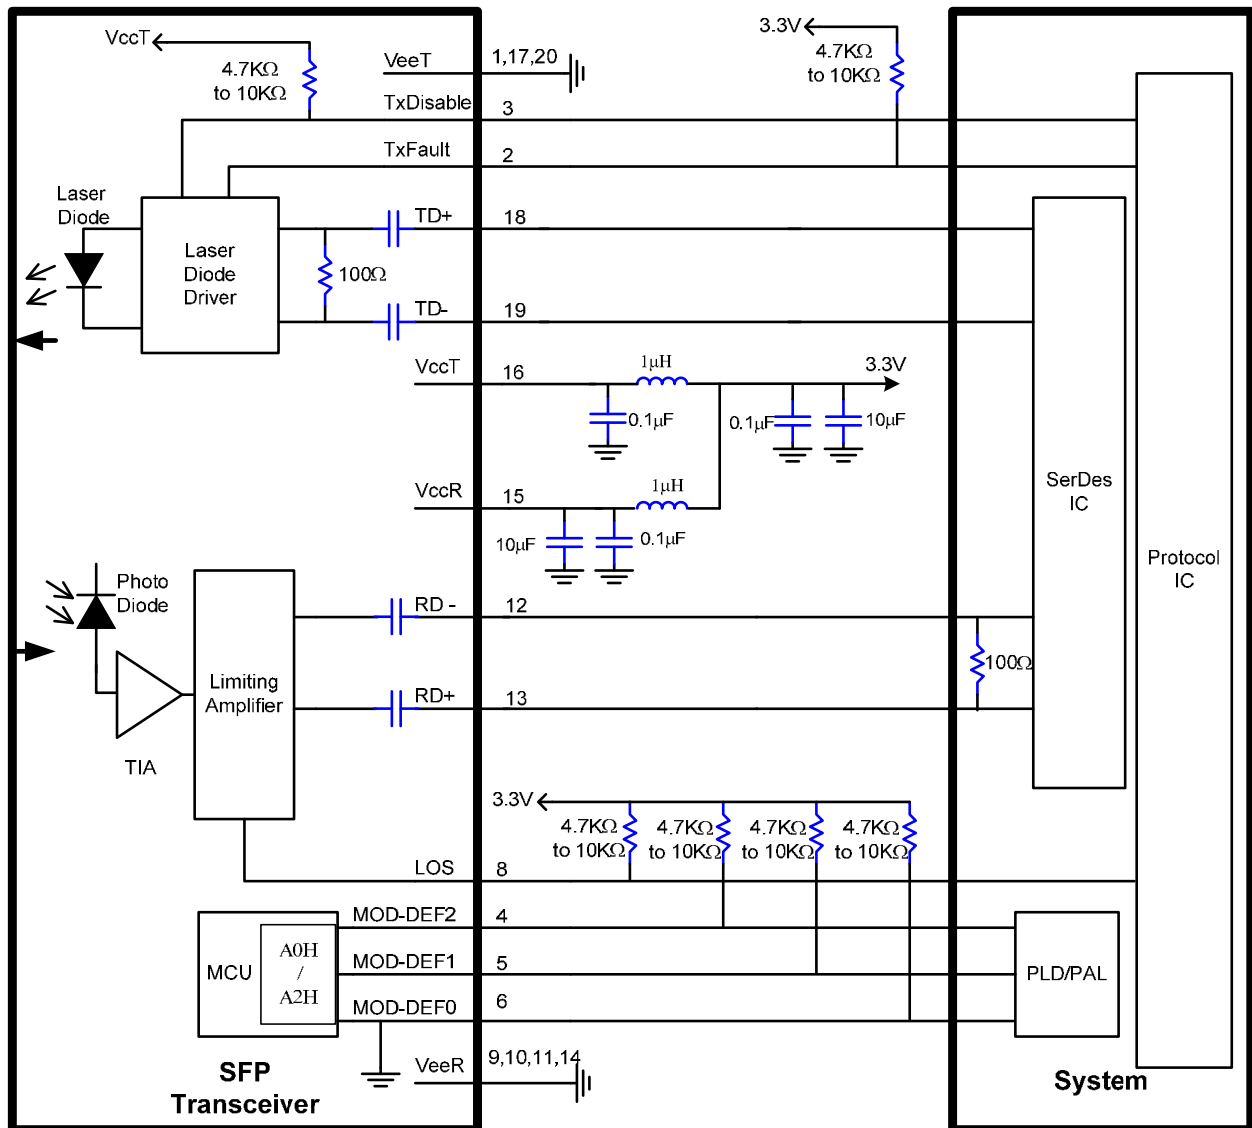 VccT
4.7KΩ
to 10KΩ
VeeT
1,17,20
3.3V
4.7KΩ
to 10KΩ
TxDisable
3
TxFault
2
Laser
Diode
Laser
Diode
Driver
TD+
18
100Ω
TD-
19
VccT
16
1μH
3.3V
0.1μF
0.1μF
10μF
VccR
15
1μH
10μF
0.1μF
SerDes
IC
Protocol
IC
Photo
Diode
RD -
12
Limiting
Amplifier
100Ω
RD+
13
TIA
3.3V
4.7KΩ
to 10KΩ
4.7KΩ
to 10KΩ
4.7KΩ
to 10KΩ
4.7KΩ
to 10KΩ
LOS
8
MOD-DEF2
4
MCU
A0H
/
A2H
MOD-DEF1
5
PLD/PAL
MOD-DEF0
6
VeeR
9,10,11,14
SFP
Transceiver
System